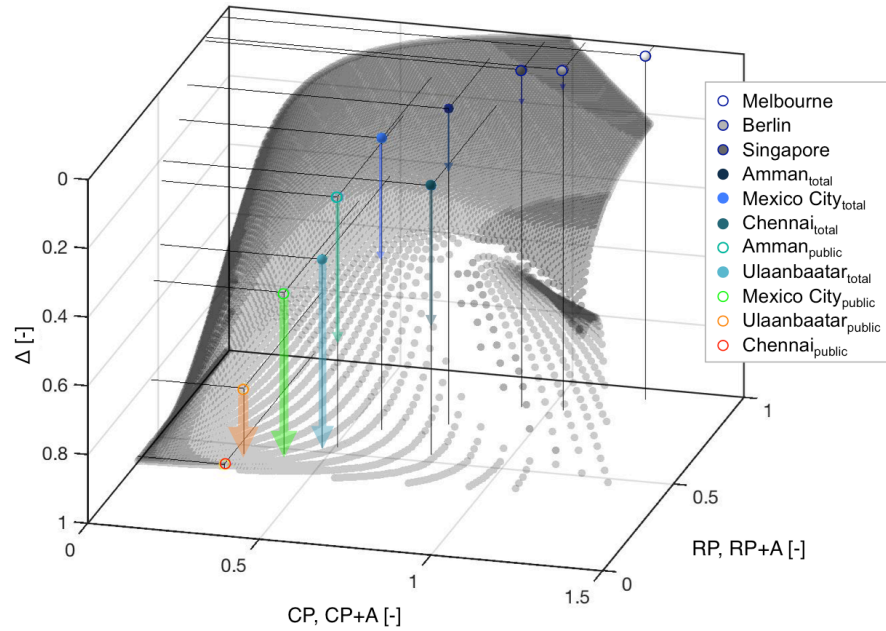 Melbourne
Berlin
Singapore
Amman_total
Mexico City_total
Chennai_total
Amman_public
Ulaanbaatar_total
Mexico City_public
Ulaanbaatar_public
Chennai_public
0
0.2
0.4
0.6
0.8
1
Δ [-]
0
0.5
1
1.5
CP, CP+A [-]
0
0.5
1
RP, RP+A [-]